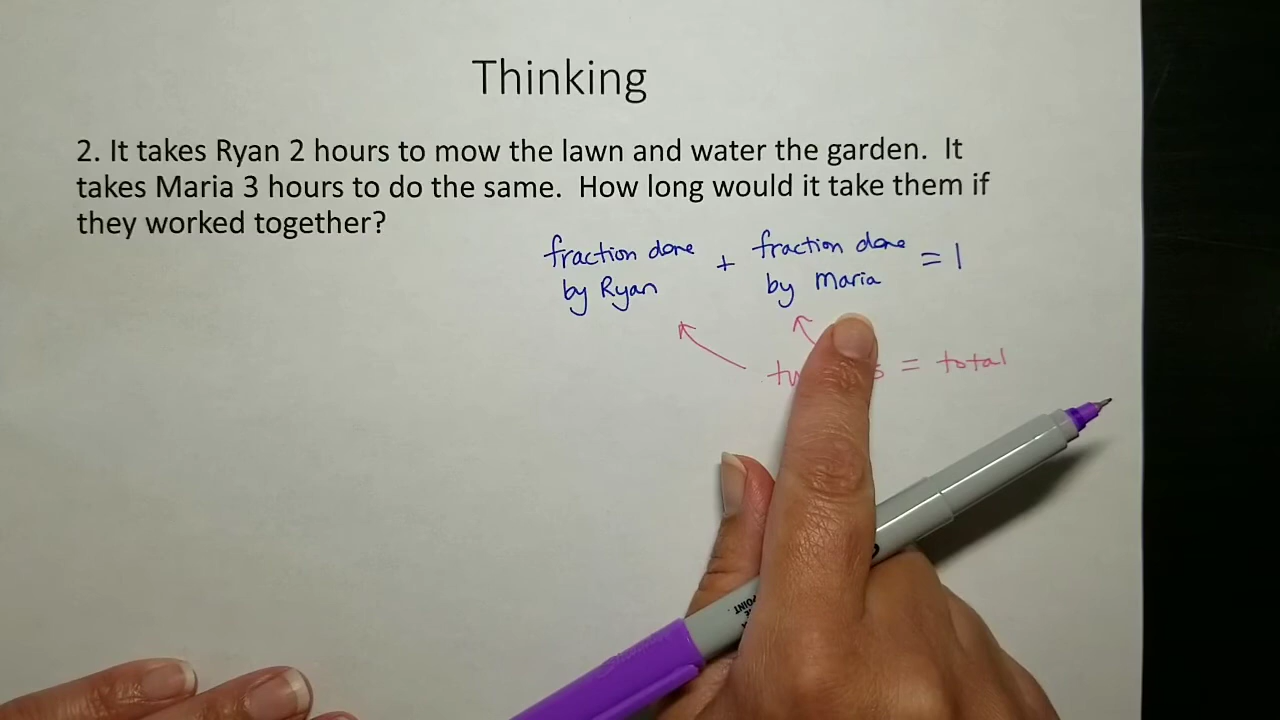 Thinking
2. It takes Ryan 2 hours to mow the lawn and water the garden. It
takes Maria 3 hours to do the same. How long would it take them if
they worked together?
fraction done + fraction done = 1
by Ryan by Maria
= total
POINT